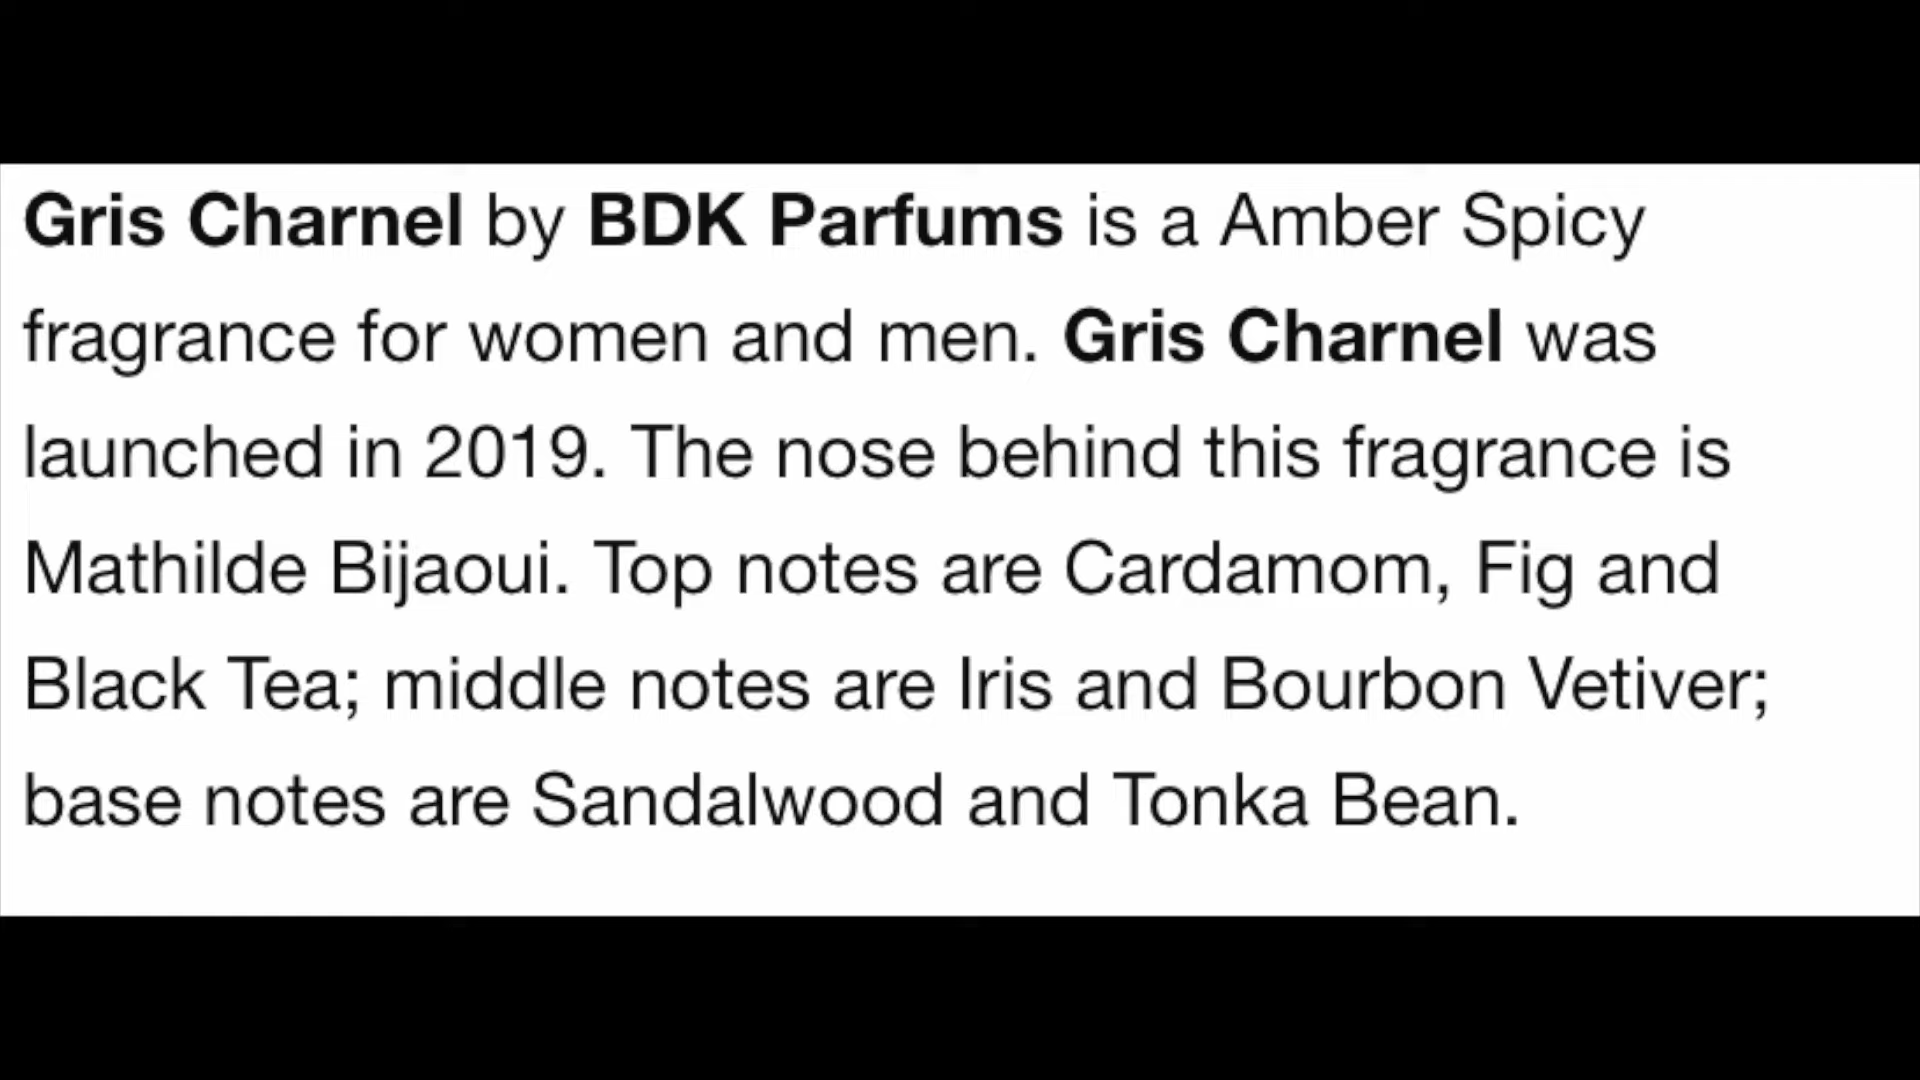 Gris Charnel by BDK Parfums is a Amber Spicy
fragrance for women and men. Gris Charnel was
launched in 2019. The nose behind this fragrance is
Mathilde Bijaoui. Top notes are Cardamom, Fig and
Black Tea; middle notes are Iris and Bourbon Vetiver;
base notes are Sandalwood and Tonka Bean.